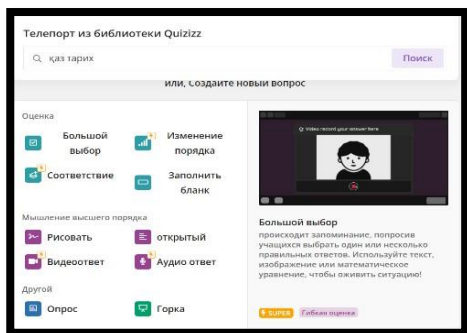 Телепорт из библиотеки Quizizz
қаз тарих
Поиск
или, Создайте новый вопрос
Оценка
Большой выбор
Изменение порядка
Соответствие
Заполнить бланк
Мышление высшего порядка
Рисовать
открытый
Видеоответ
Аудио ответ
Другой
Опрос
Горка
Video record your answer here
Большой выбор
происходит запоминание, попросив
учащихся выбрать один или несколько
правильных ответов. Используйте текст,
изображение или математическое
уравнение, чтобы оживить ситуацию!
SUPER
Гибкая оценка